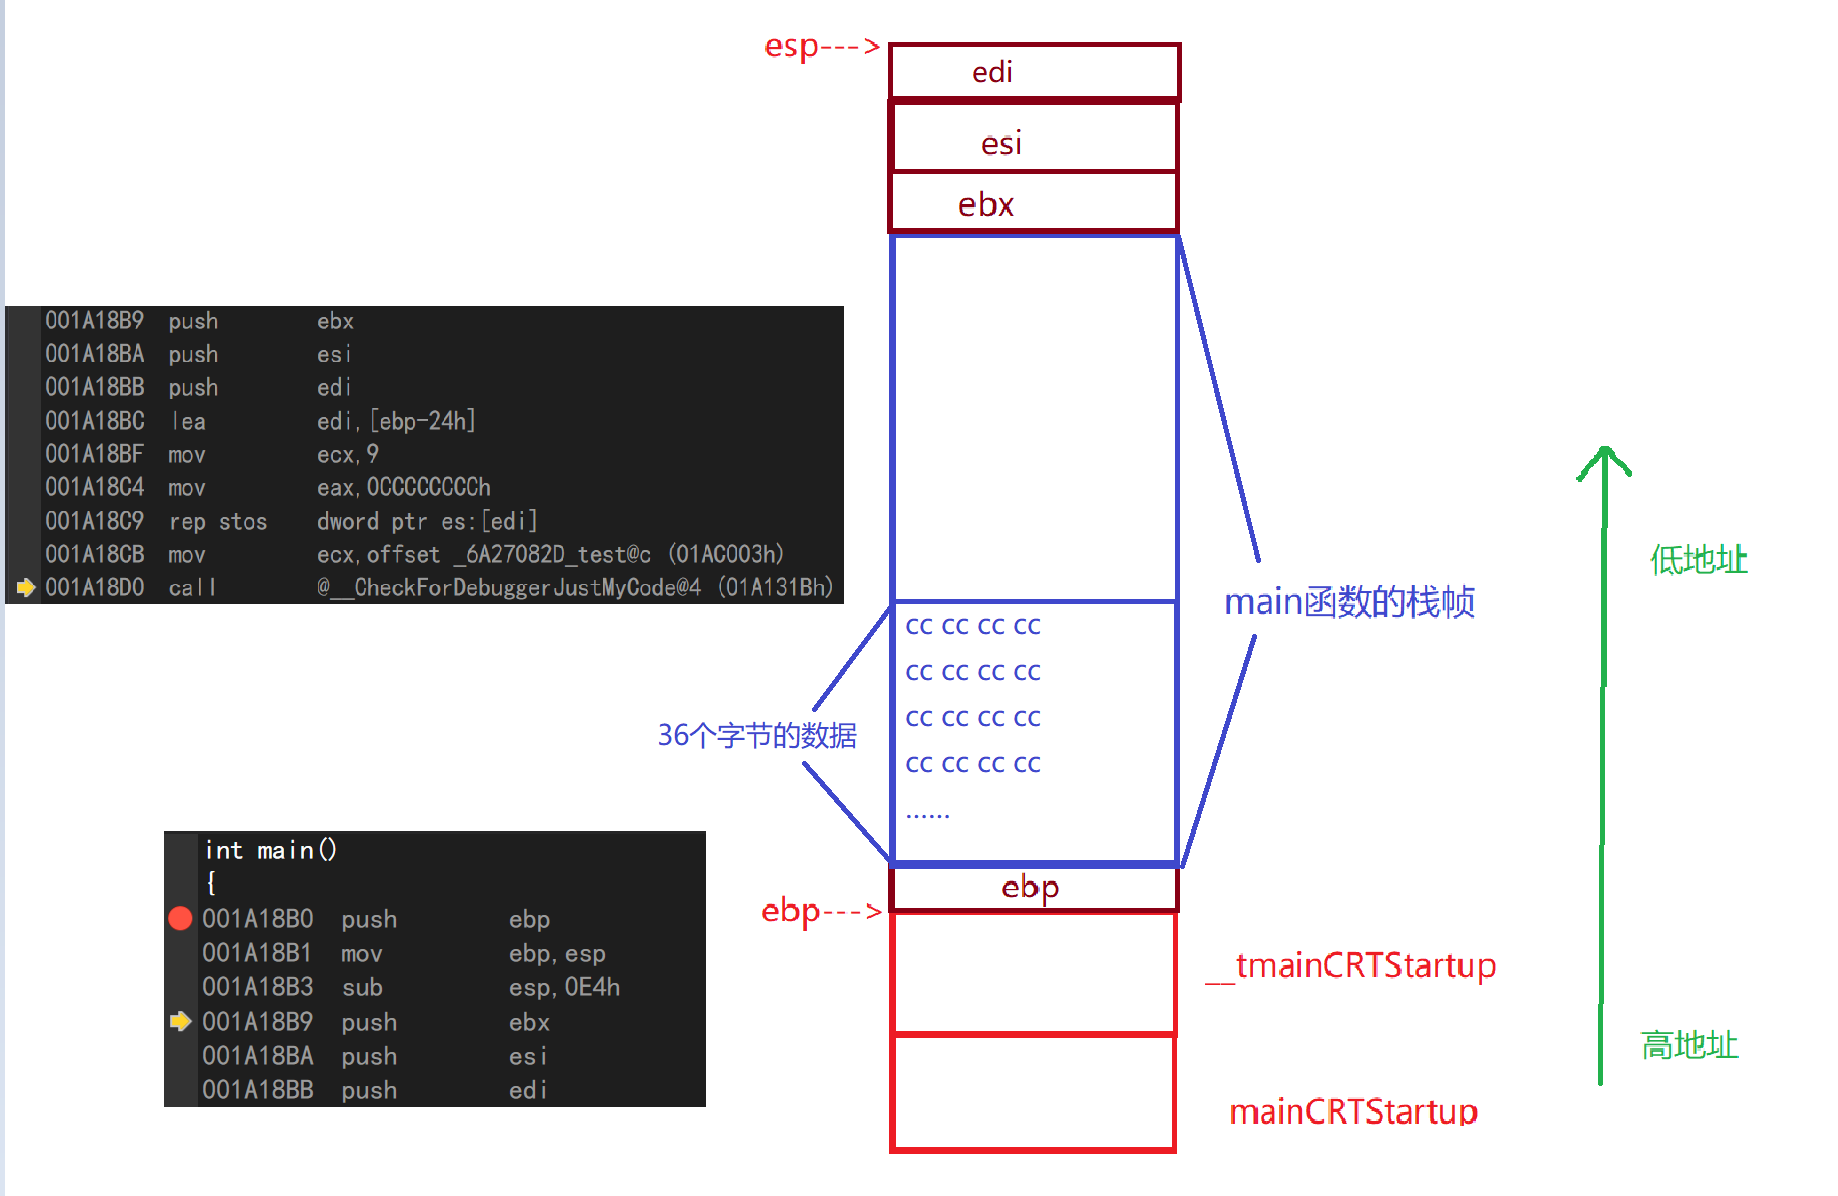 esp--->
edi
esi
ebx
001A18B9 push ebx
001A18BA push esi
001A18BB push edi
001A18BC lea edi,[ebp-24h]
001A18BF mov ecx,9
001A18C4 mov eax,0CCCCCCCCh
001A18C9 rep stos dword ptr es:[edi]
001A18CB mov ecx,offset _6A27082D_test@c (01AC003h)
001A18D0 call @__CheckForDebuggerJustMyCode@4 (01A131Bh)
低地址
main函数的栈帧
cc cc cc cc
cc cc cc cc
cc cc cc cc
cc cc cc cc
......
36个字节的数据
int main()
{
001A18B0 push ebp
001A18B1 mov ebp,esp
001A18B3 sub esp,0E4h
001A18B9 push ebx
001A18BA push esi
001A18BB push edi
ebp
ebp--->
__tmainCRTStartup
高地址
mainCRTStartup